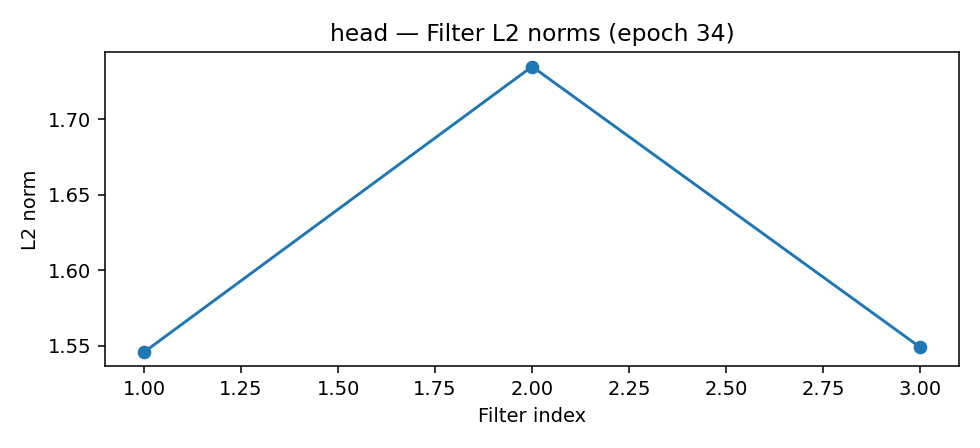 head — Filter L2 norms (epoch 34)
L2 norm
1.70
1.65
1.60
1.55
1.00 1.25 1.50 1.75 2.00 2.25 2.50 2.75 3.00
Filter index